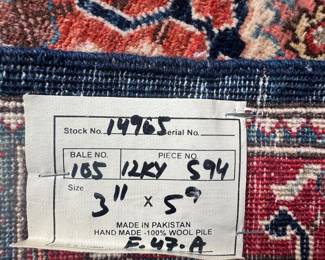 Stock No. 14965 Serial No.
BALE NO. PIECE NO.
165 12KY 594
Size 3" x 5"
MADE IN PAKISTAN
HAND MADE -100% WOOL PILE
F.47.A